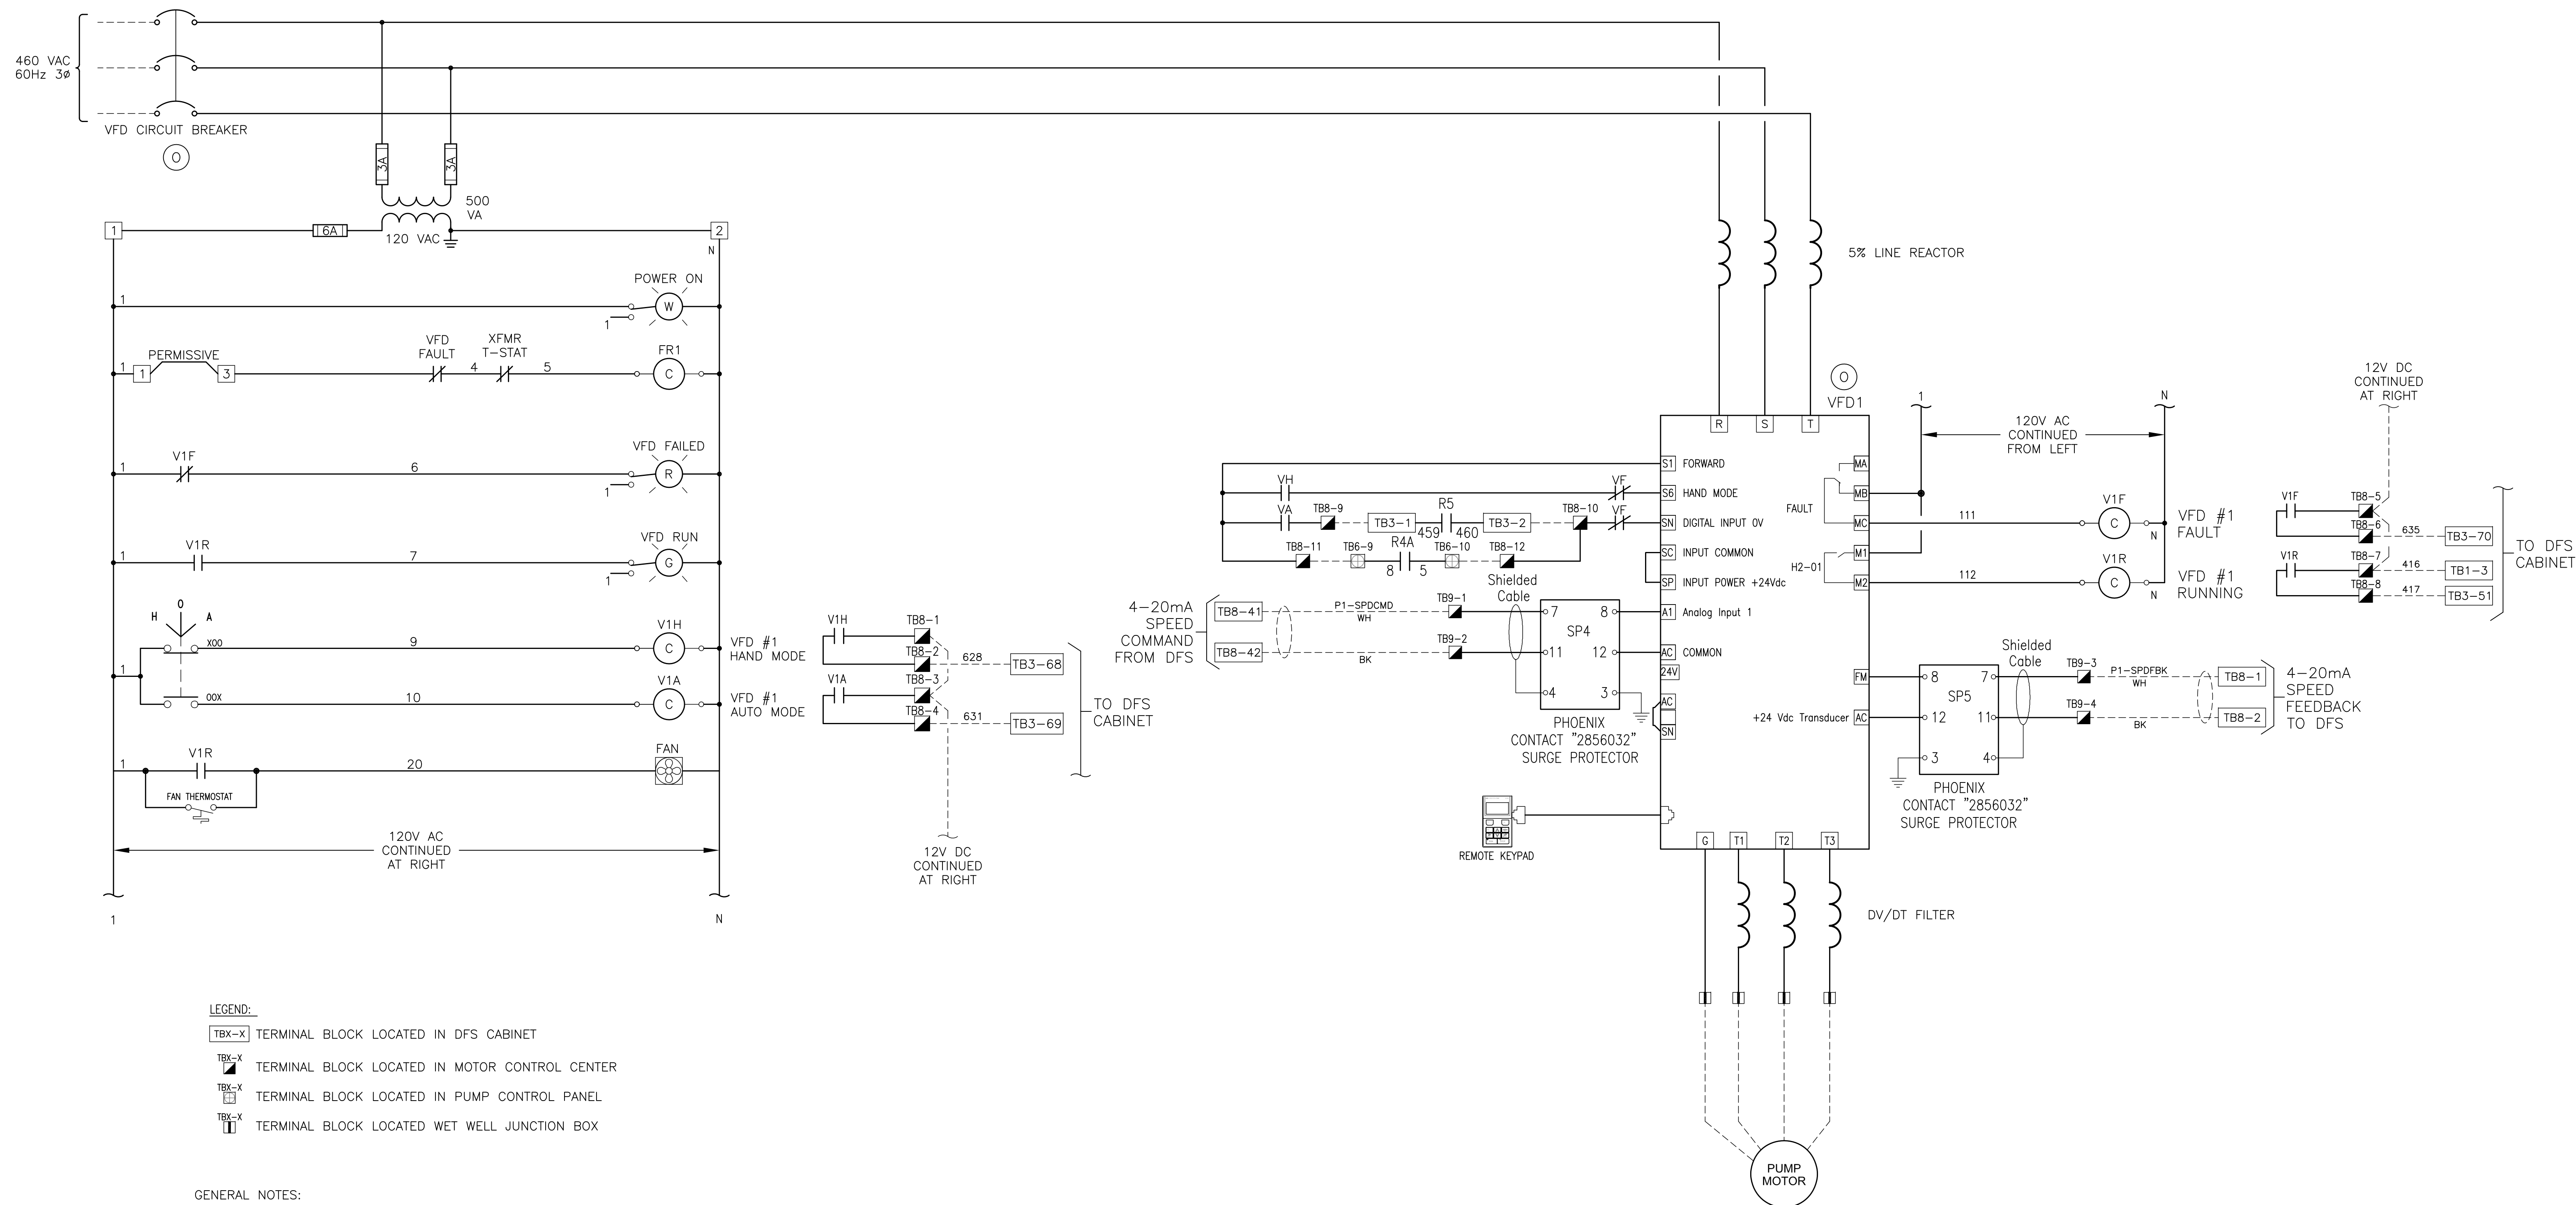 460 VAC
60Hz 3ø
VFD CIRCUIT BREAKER
O
3A
3A
500
VA
1
6A
120 VAC
2
N
POWER ON
1
W
1
PERMISSIVE
1
1
3
VFD
FAULT
4
XFMR
T-STAT
5
FR1
C
VFD FAILED
1
V1F
6
R
1
VFD RUN
1
V1R
7
G
1
H
O
A
1
X00
9
V1H
C
VFD #1
HAND MODE
00X
10
V1A
C
VFD #1
AUTO MODE
1
V1R
20
FAN
FAN THERMOSTAT
120V AC
CONTINUED
AT RIGHT
1
N
V1H
TB8-1
TB8-2
628
TB3-68
V1A
TB8-3
TB8-4
631
TB3-69
TO DFS
CABINET
12V DC
CONTINUED
AT RIGHT
5% LINE REACTOR
O
VFD1
R
S
T
S1 FORWARD
VH
VF
S6 HAND MODE
VA
TB8-9
TB3-1
459
R5
460
TB3-2
TB8-10
VF
SN DIGITAL INPUT 0V
TB8-11
TB6-9
8
R4A
5
TB6-10
TB8-12
SC INPUT COMMON
SP INPUT POWER +24Vdc
4-20mA
SPEED
COMMAND
FROM DFS
TB8-41
P1-SPDCMD
WH
TB9-1
TB8-42
BK
TB9-2
Shielded
Cable
7
8
SP4
11
12
4
3
PHOENIX
CONTACT "2856032"
SURGE PROTECTOR
A1 Analog Input 1
AC COMMON
24V
AC
SN
REMOTE KEYPAD
MA
MB
FAULT
MC
M1
H2-01
M2
FM
+24 Vdc Transducer AC
1
N
120V AC
CONTINUED
FROM LEFT
111
V1F
C
N
VFD #1
FAULT
112
V1R
C
N
VFD #1
RUNNING
12V DC
CONTINUED
AT RIGHT
V1F
TB8-5
TB8-6
635
TB3-70
V1R
TB8-7
416
TB1-3
TB8-8
417
TB3-51
TO DFS
CABINET
8
7
SP5
12
11
3
4
PHOENIX
CONTACT "2856032"
SURGE PROTECTOR
Shielded
Cable
TB9-3
P1-SPDFBK
WH
TB8-1
TB9-4
BK
TB8-2
4-20mA
SPEED
FEEDBACK
TO DFS
G
T1
T2
T3
DV/DT FILTER
PUMP
MOTOR
LEGEND:
TBX-X TERMINAL BLOCK LOCATED IN DFS CABINET
TBX-X
TERMINAL BLOCK LOCATED IN MOTOR CONTROL CENTER
TBX-X
TERMINAL BLOCK LOCATED IN PUMP CONTROL PANEL
TBX-X
TERMINAL BLOCK LOCATED WET WELL JUNCTION BOX
GENERAL NOTES: